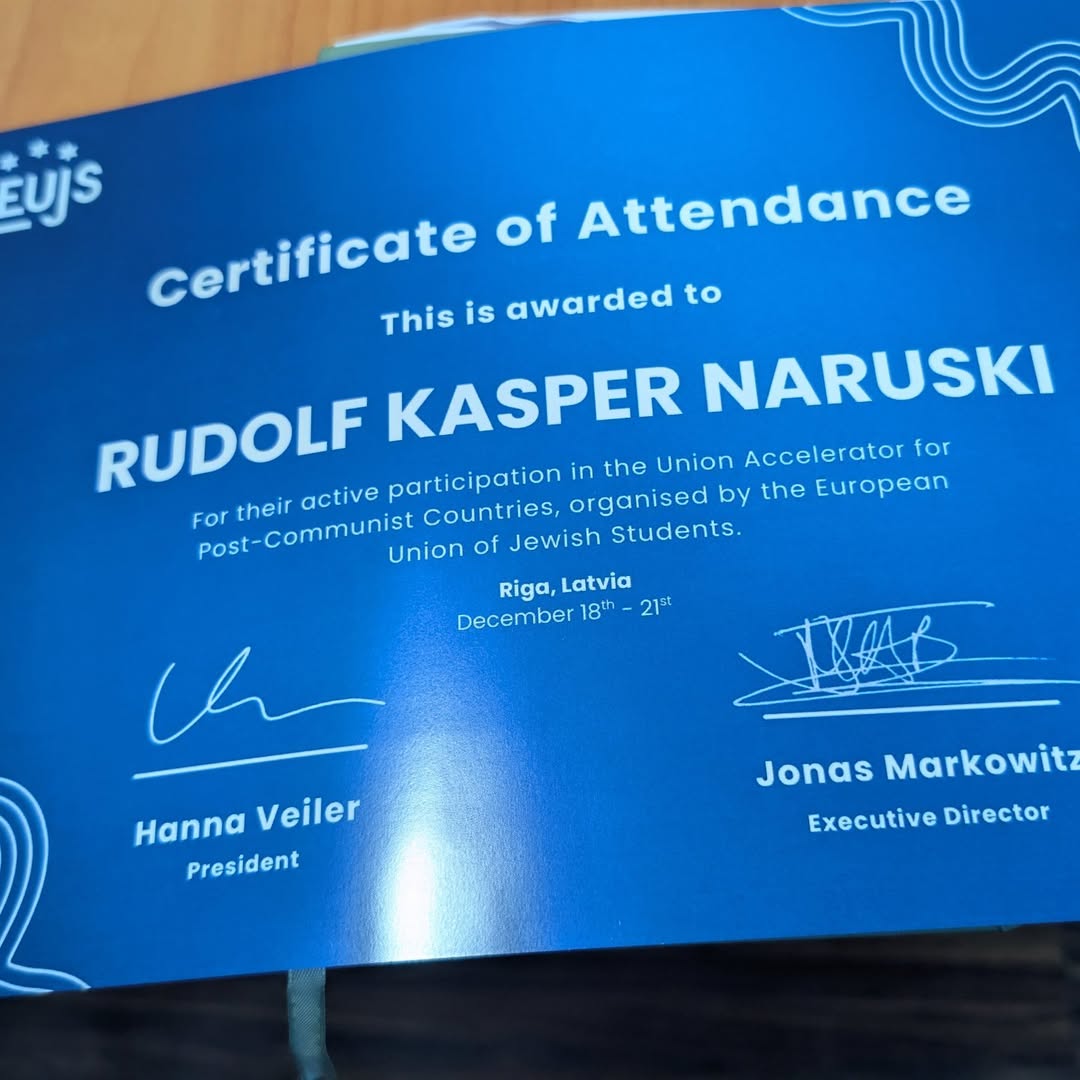 EUJS
Certificate of Attendance
This is awarded to
RUDOLF KASPER NARUSKI
For their active participation in the Union Accelerator for
Post-Communist Countries, organised by the European
Union of Jewish Students.
Riga, Latvia
December 18th - 21st
Hanna Veiler
President
Jonas Markowitz
Executive Director